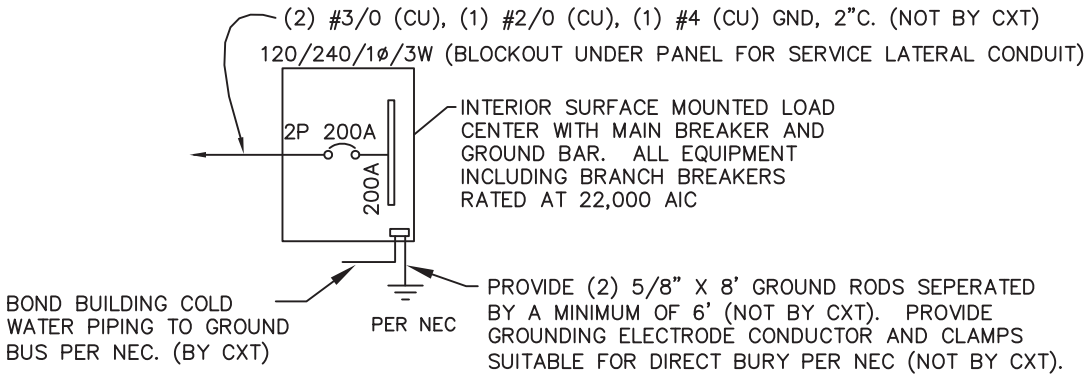 (2) #3/0 (CU), (1) #2/0 (CU), (1) #4 (CU) GND, 2"C. (NOT BY CXT)
120/240/1ø/3W (BLOCKOUT UNDER PANEL FOR SERVICE LATERAL CONDUIT)
2P 200A
200A
INTERIOR SURFACE MOUNTED LOAD
CENTER WITH MAIN BREAKER AND
GROUND BAR. ALL EQUIPMENT
INCLUDING BRANCH BREAKERS
RATED AT 22,000 AIC
BOND BUILDING COLD
WATER PIPING TO GROUND
BUS PER NEC. (BY CXT)
PER NEC
PROVIDE (2) 5/8" X 8' GROUND RODS SEPERATED
BY A MINIMUM OF 6' (NOT BY CXT). PROVIDE
GROUNDING ELECTRODE CONDUCTOR AND CLAMPS
SUITABLE FOR DIRECT BURY PER NEC (NOT BY CXT).